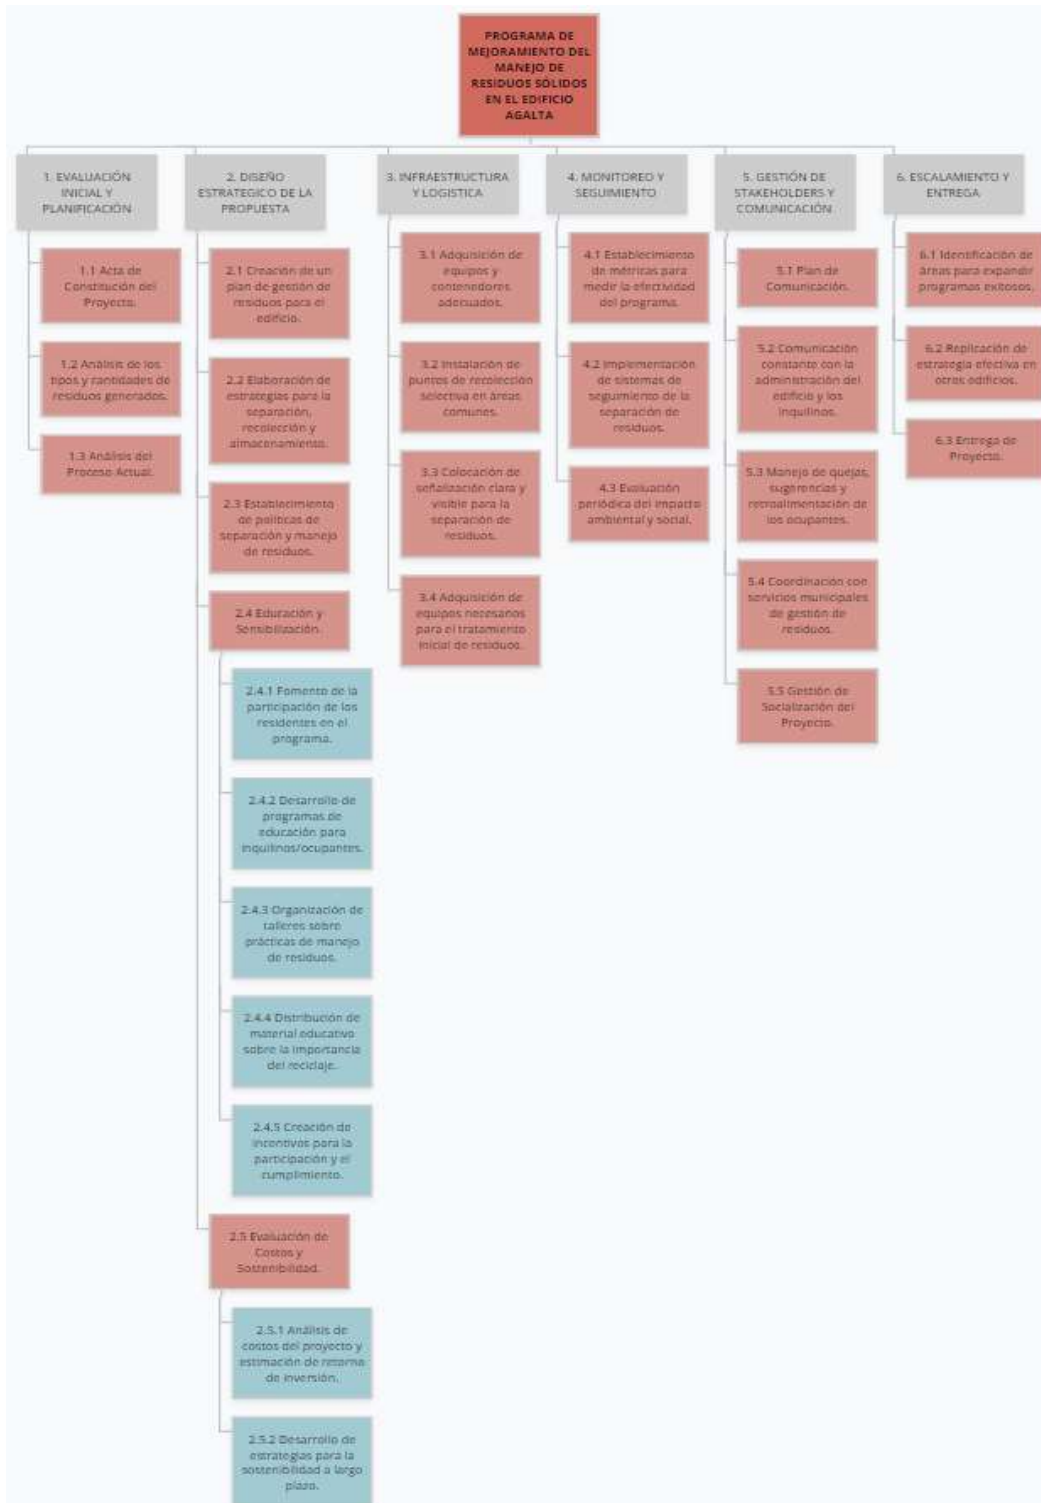 PROGRAMA DE
MEJORAMIENTO DEL
MANEJO DE
RESIDUOS SÓLIDOS
EN EL EDIFICIO
AGALTA
1. EVALUACIÓN
INICIAL Y
PLANIFICACIÓN
1.1 Acta de
Constitución del
Proyecto.
1.2 Análisis de los
tipos y cantidades de
residuos generados.
1.3 Análisis del
Proceso Actual.
2. DISEÑO
ESTRATEGICO DE LA
PROPUESTA
2.1 Creación de un
plan de gestión de
residuos para el
edificio.
2.2 Elaboración de
estrategias para la
separación,
recolección y
almacenamiento.
2.3 Establecimiento
de políticas de
separación y manejo
de residuos.
2.4 Educación y
Sensibilización.
2.4.1 Fomento de la
participación de los
residentes en el
programa.
2.4.2 Desarrollo de
programas de
educación para
inquilinos/ocupantes.
2.4.3 Organización de
talleres sobre
prácticas de manejo
de residuos.
2.4.4 Distribución de
material educativo
sobre la importancia
del reciclaje.
2.4.5 Creación de
incentivos para la
participación y el
cumplimiento.
2.5 Evaluación de
Costos y
Sostenibilidad.
2.5.1 Análisis de
costos del proyecto y
estimación de retorno
de inversión.
2.5.2 Desarrollo de
estrategias para la
sostenibilidad a largo
plazo.
3. INFRAESTRUCTURA
Y LOGISTICA
3.1 Adquisición de
equipos y
contenedores
adecuados.
3.2 Instalación de
puntos de recolección
selectiva en áreas
comunes.
3.3 Colocación de
señalización clara y
visible para la
separación de
residuos.
3.4 Adquisición de
equipos necesarios
para el tratamiento
inicial de residuos.
4. MONITOREO Y
SEGUIMIENTO
4.1 Establecimiento
de métricas para
medir la efectividad
del programa.
4.2 Implementación
de sistemas de
seguimiento de la
separación de
residuos.
4.3 Evaluación
periódica del impacto
ambiental y social.
5. GESTIÓN DE
STAKEHOLDERS Y
COMUNICACIÓN
5.1 Plan de
Comunicación.
5.2 Comunicación
constante con la
administración del
edificio y los
inquilinos.
5.3 Manejo de quejas,
sugerencias y
retroalimentación de
los ocupantes.
5.4 Coordinación con
servicios municipales
de gestión de
residuos.
5.5 Gestión de
Socialización del
Proyecto.
6. ESCALAMIENTO Y
ENTREGA
6.1 Identificación de
áreas para expandir
programas exitosos.
6.2 Replicación de
estrategia efectiva en
otros edificios.
6.3 Entrega de
Proyecto.